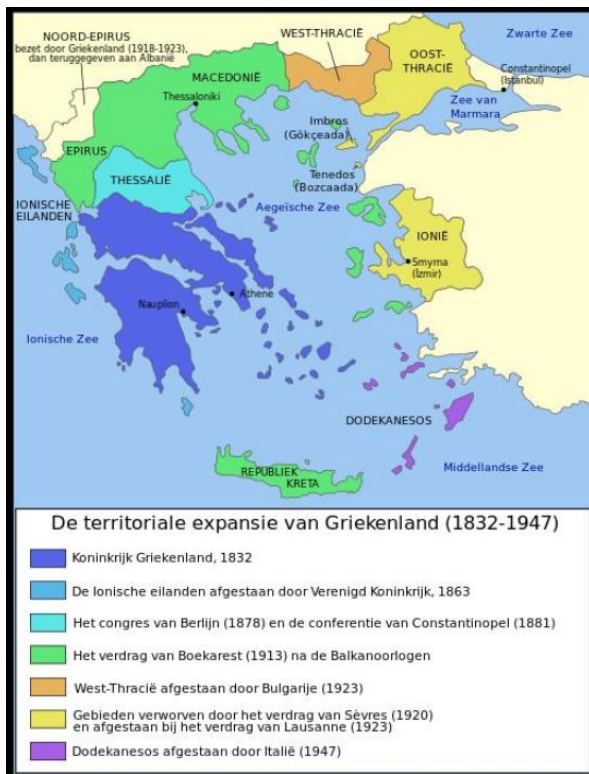 NOORD-EPIRUS
bezet door Griekenland (1918-1923),
dan teruggegeven aan Albanië
WEST-THRACIË
OOST-
THRACIË
Zwarte Zee
Constantinopel
(Istanbul)
MACEDONIË
Thessaloniki
Zee van
Marmara
Imbros
(Gökçeada)
EPIRUS
THESSALIË
Tenedos
(Bozcaada)
IONISCHE
EILANDEN
Aegeïsche Zee
IONIË
Smyrna
(İzmir)
Athene
Nauplion
Ionische Zee
DODEKANESOS
Middellandse Zee
REPUBLIEK
KRETA
De territoriale expansie van Griekenland (1832-1947)
Koninkrijk Griekenland, 1832
De Ionische eilanden afgestaan door Verenigd Koninkrijk, 1863
Het congres van Berlijn (1878) en de conferentie van Constantinopel (1881)
Het verdrag van Boekarest (1913) na de Balkanoorlogen
West-Thracië afgestaan door Bulgarije (1923)
Gebieden verworven door het verdrag van Sèvres (1920)
en afgestaan bij het verdrag van Lausanne (1923)
Dodekanesos afgestaan door Italië (1947)